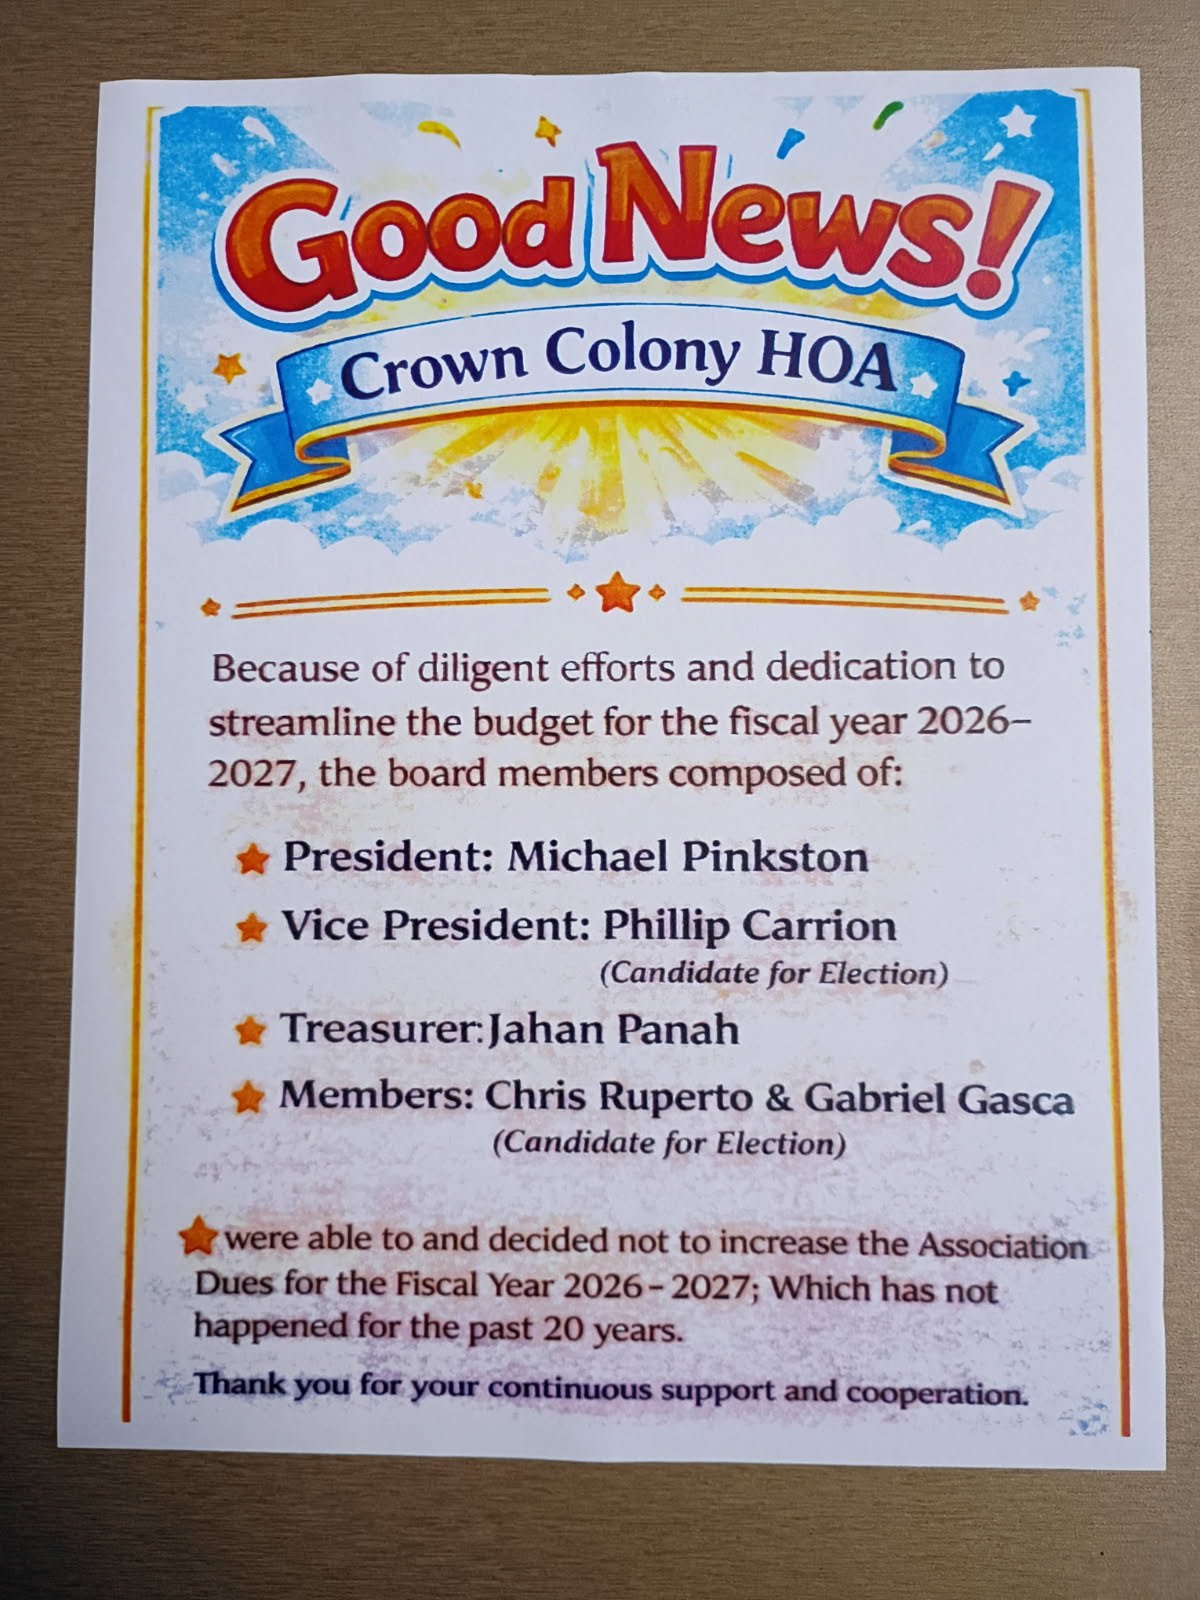 Good News!
Crown Colony HOA
Because of diligent efforts and dedication to
streamline the budget for the fiscal year 2026–
2027, the board members composed of:
President: Michael Pinkston
Vice President: Phillip Carrion
(Candidate for Election)
Treasurer: Jahan Panah
Members: Chris Ruperto & Gabriel Gasca
(Candidate for Election)
were able to and decided not to increase the Association
Dues for the Fiscal Year 2026 – 2027; Which has not
happened for the past 20 years.
Thank you for your continuous support and cooperation.